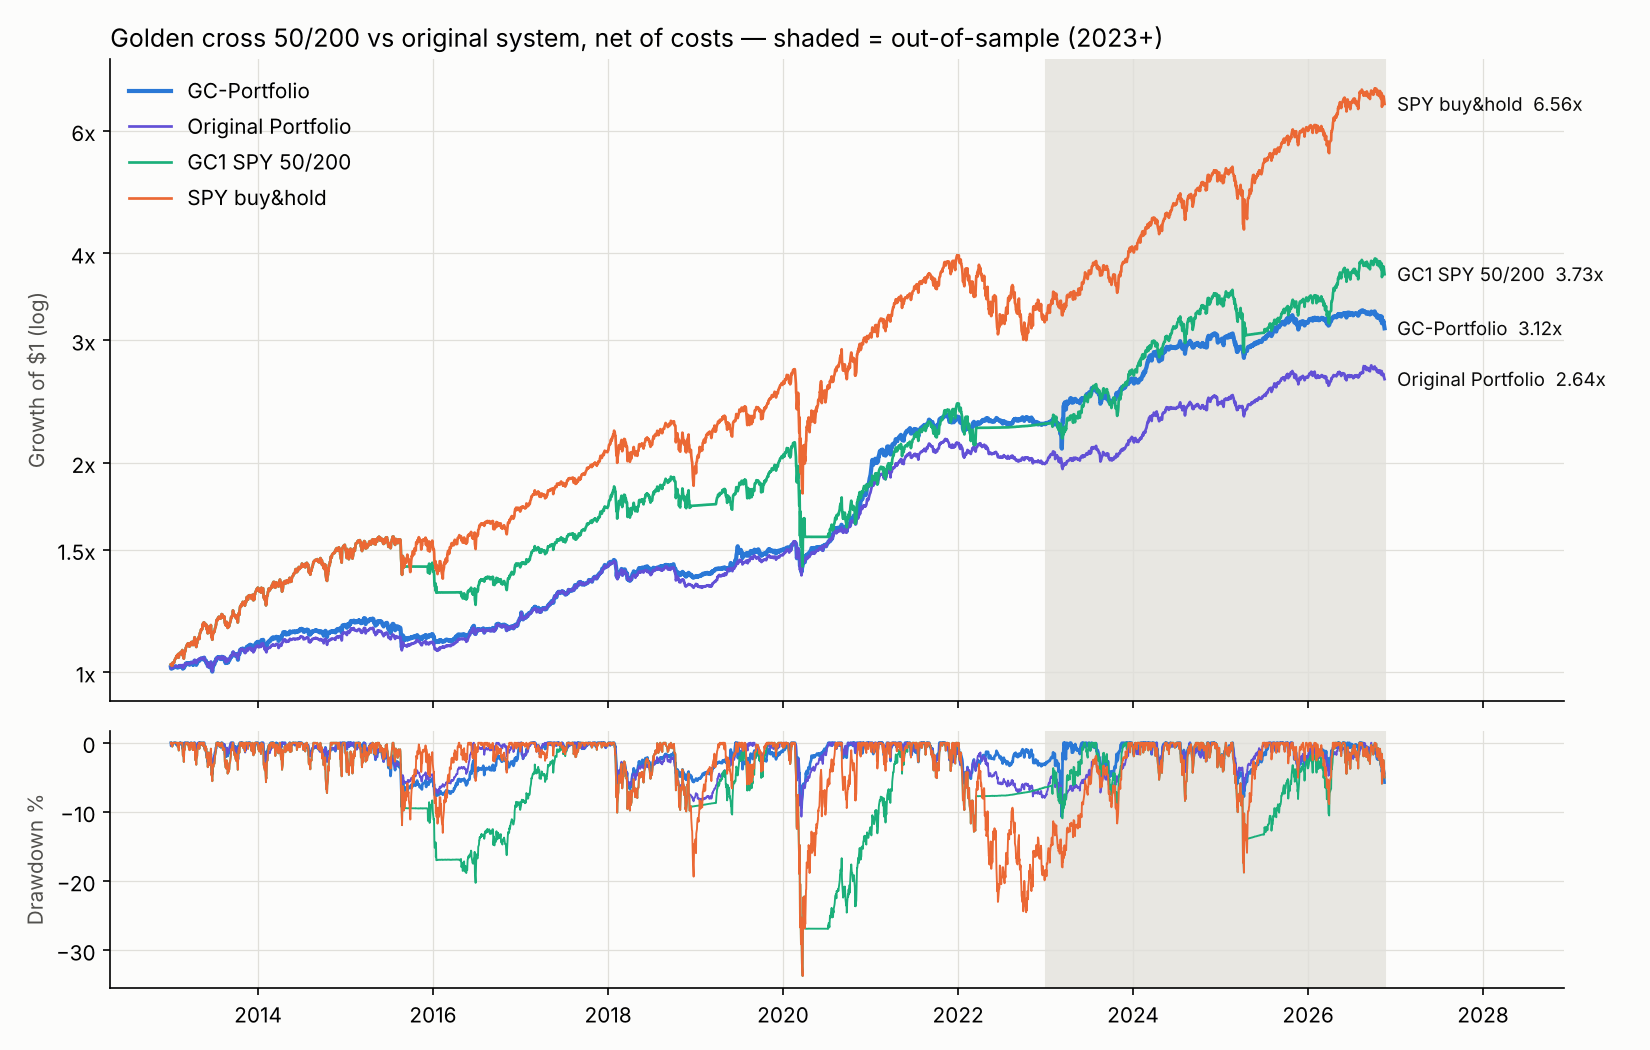 Golden cross 50/200 vs original system, net of costs — shaded = out-of-sample (2023+)
GC-Portfolio
Original Portfolio
GC1 SPY 50/200
SPY buy&hold
6x
4x
3x
2x
1.5x
1x
Growth of $1 (log)
SPY buy&hold 6.56x
GC1 SPY 50/200 3.73x
GC-Portfolio 3.12x
Original Portfolio 2.64x
0
−10
−20
−30
Drawdown %
2014
2016
2018
2020
2022
2024
2026
2028